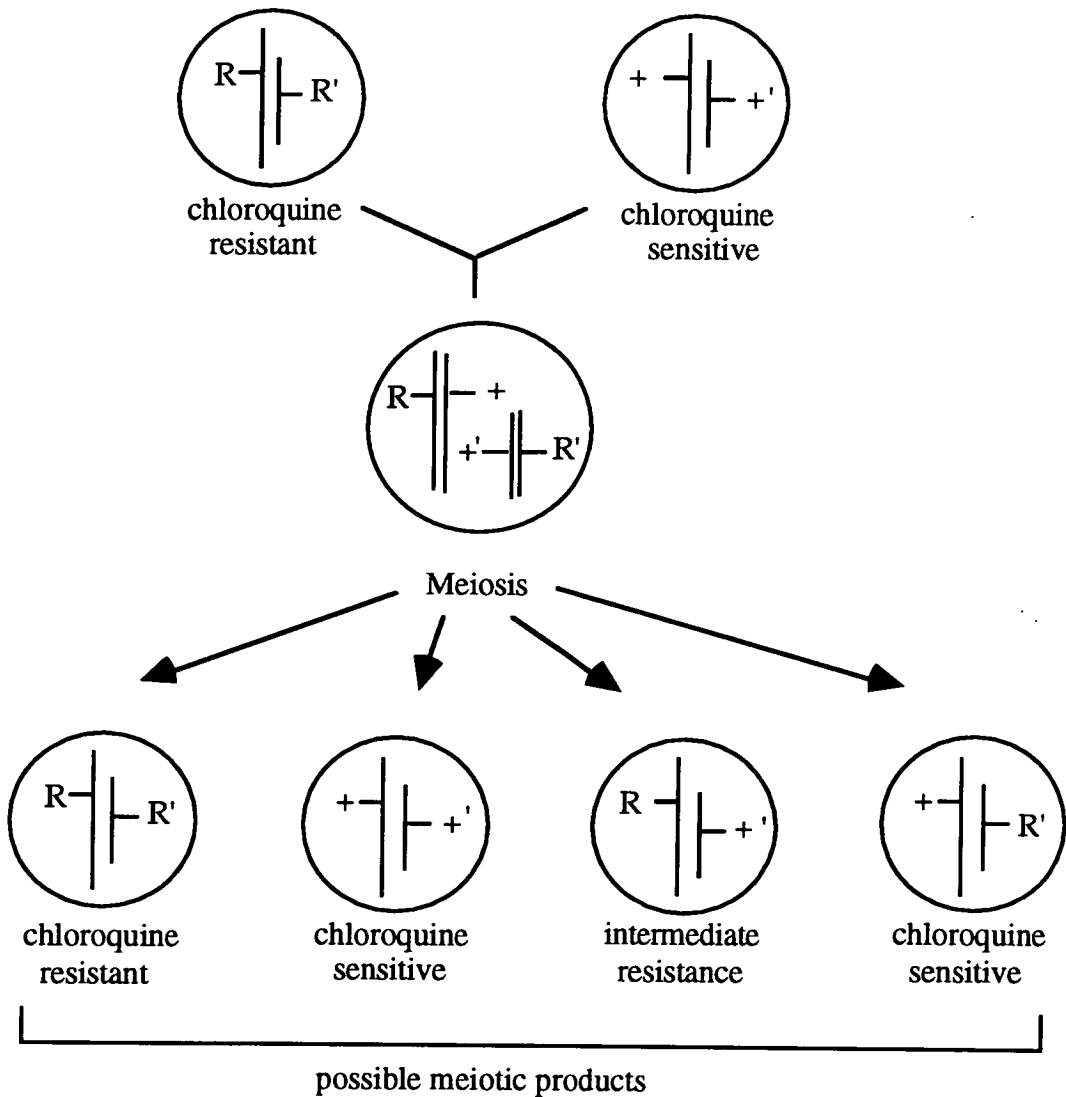 R
R'
+
+'
chloroquine
resistant
chloroquine
sensitive
R
+
+'
R'
Meiosis
R
R'
+
+'
R
+'
+
R'
chloroquine
resistant
chloroquine
sensitive
intermediate
resistance
chloroquine
sensitive
possible meiotic products